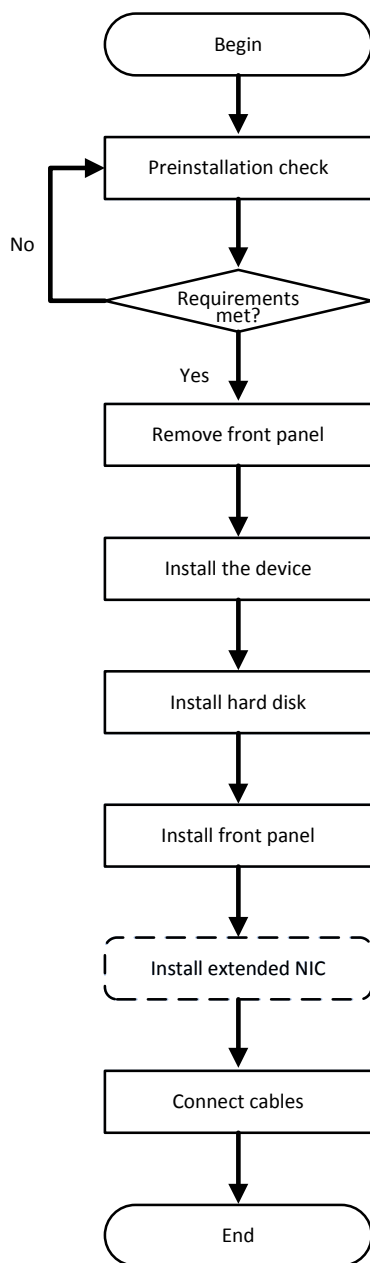 Begin
Preinstallation check
No
Requirements
met?
Yes
Remove front panel
Install the device
Install hard disk
Install front panel
Install extended NIC
Connect cables
End